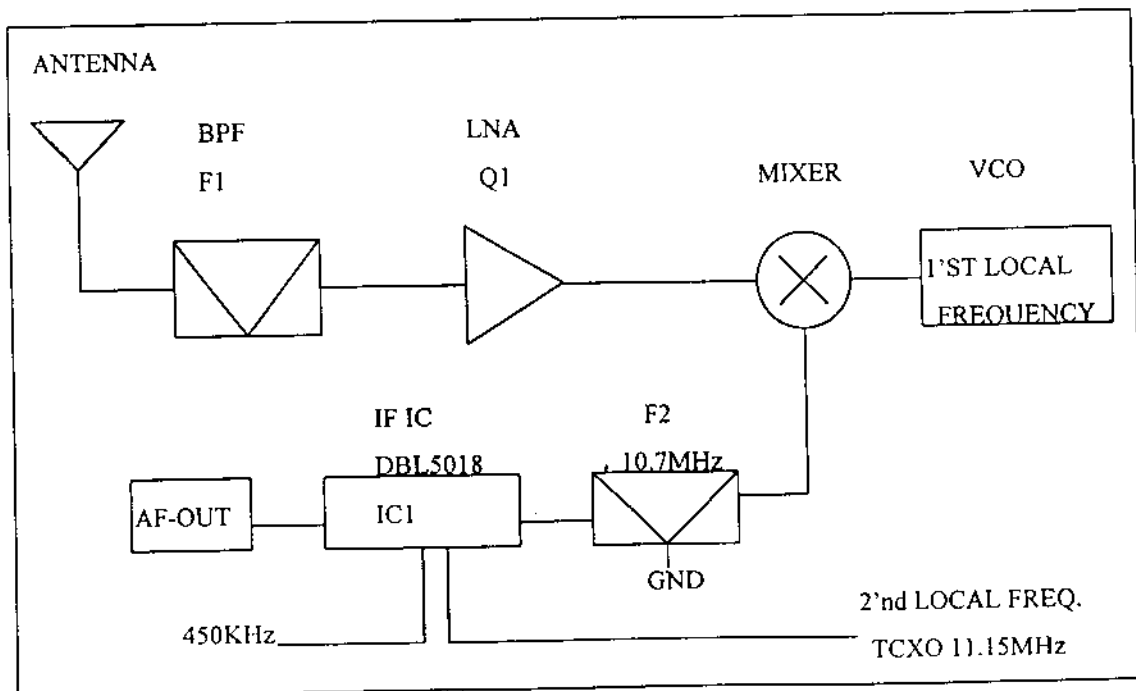 ANTENNA
BPF
F1
LNA
Q1
MIXER
VCO
1'ST LOCAL
FREQUENCY
IF IC
DBL5018
IC1
F2
10.7MHz
AF-OUT
GND
450KHz
2'nd LOCAL FREQ.
TCXO 11.15MHz